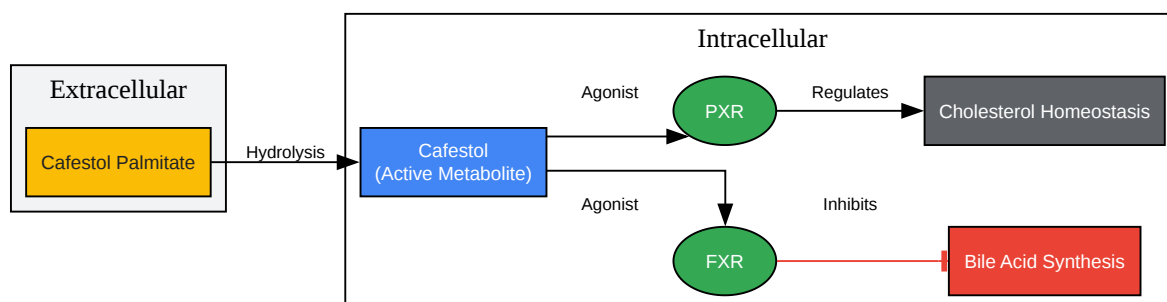 Intracellular
Extracellular
Agonist
PXR
Regulates
Cholesterol Homeostasis
Cafestol Palmitate
Hydrolysis
Cafestol
(Active Metabolite)
Agonist
Inhibits
FXR
Bile Acid Synthesis